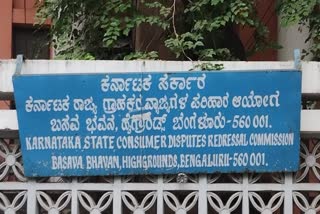 ಕರ್ನಾಟಕ ಸರ್ಕಾರ
ಕರ್ನಾಟಕ ರಾಜ್ಯ ಗ್ರಾಹಕರ ವ್ಯಾಜ್ಯಗಳ ಪರಿಹಾರ ಆಯೋಗ
ಬಸವ ಭವನ, ಹೈಗ್ರೌಂಡ್ಸ್ ಬೆಂಗಳೂರು-560 001.
KARNATAKA STATE CONSUMER DISPUTES REDRESSAL COMMISSION
BASAVA BHAVAN, HIGHGROUNDS, BENGALURU-560 001.